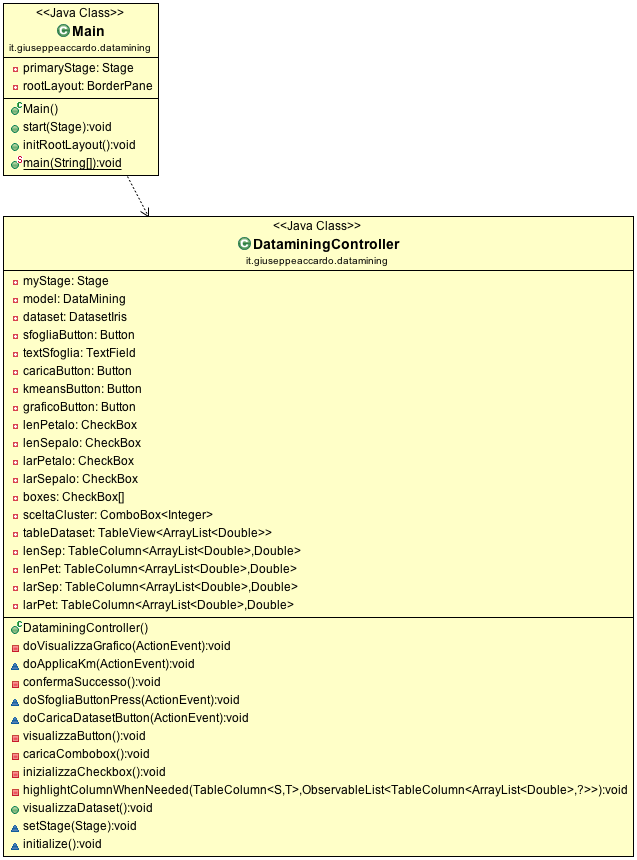 <<Java Class>>
Main
it.giuseppeaccardo.datamining
primaryStage: Stage
rootLayout: BorderPane
Main()
start(Stage):void
initRootLayout():void
main(String[]):void
<<Java Class>>
DataminingController
it.giuseppeaccardo.datamining
myStage: Stage
model: DataMining
dataset: DatasetIris
sfogliaButton: Button
textSfoglia: TextField
caricaButton: Button
kmeansButton: Button
graficoButton: Button
lenPetalo: CheckBox
lenSepalo: CheckBox
larPetalo: CheckBox
larSepalo: CheckBox
boxes: CheckBox[]
sceltaCluster: ComboBox<Integer>
tableDataset: TableView<ArrayList<Double>>
lenSep: TableColumn<ArrayList<Double>,Double>
lenPet: TableColumn<ArrayList<Double>,Double>
larSep: TableColumn<ArrayList<Double>,Double>
larPet: TableColumn<ArrayList<Double>,Double>
DataminingController()
doVisualizzaGrafico(ActionEvent):void
doApplicaKm(ActionEvent):void
confermaSuccesso():void
doSfogliaButtonPress(ActionEvent):void
doCaricaDatasetButton(ActionEvent):void
visualizzaButton():void
caricaCombobox():void
inizializzaCheckbox():void
highlightColumnWhenNeeded(TableColumn<S,T>,ObservableList<TableColumn<ArrayList<Double>,?>>):void
visualizzaDataset():void
setStage(Stage):void
initialize():void